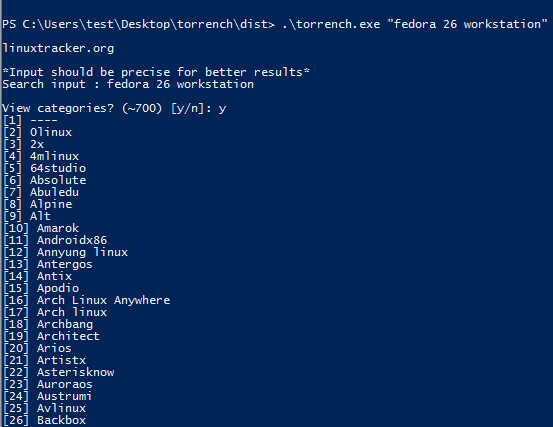 PS C:\Users\test\Desktop\torrench\dist> .\torrench.exe "fedora 26 workstation"
linuxtracker.org
*Input should be precise for better results*
Search input : fedora 26 workstation
View categories? (~700) [y/n]: y
[1] ----
[2] 0linux
[3] 2x
[4] 4mlinux
[5] 64studio
[6] Absolute
[7] Abuledu
[8] Alpine
[9] Alt
[10] Amarok
[11] Androidx86
[12] Annyung linux
[13] Antergos
[14] Antix
[15] Apodio
[16] Arch Linux Anywhere
[17] Arch linux
[18] Archbang
[19] Architect
[20] Arios
[21] Artistx
[22] Asterisknow
[23] Auroraos
[24] Austrumi
[25] Avlinux
[26] Backbox